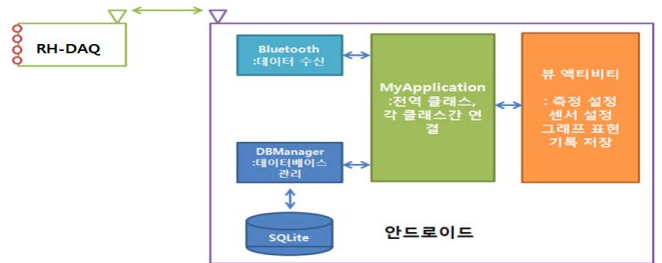 RH-DAQ
Bluetooth
:데이터 수신
MyApplication
:전역 클래스,
각 클래스간 연
결
뷰 액티비티
: 측정 설정
센서 설정
그래프 표현
기록 저장
DBManager
:데이터베이스
관리
SQLite
안드로이드